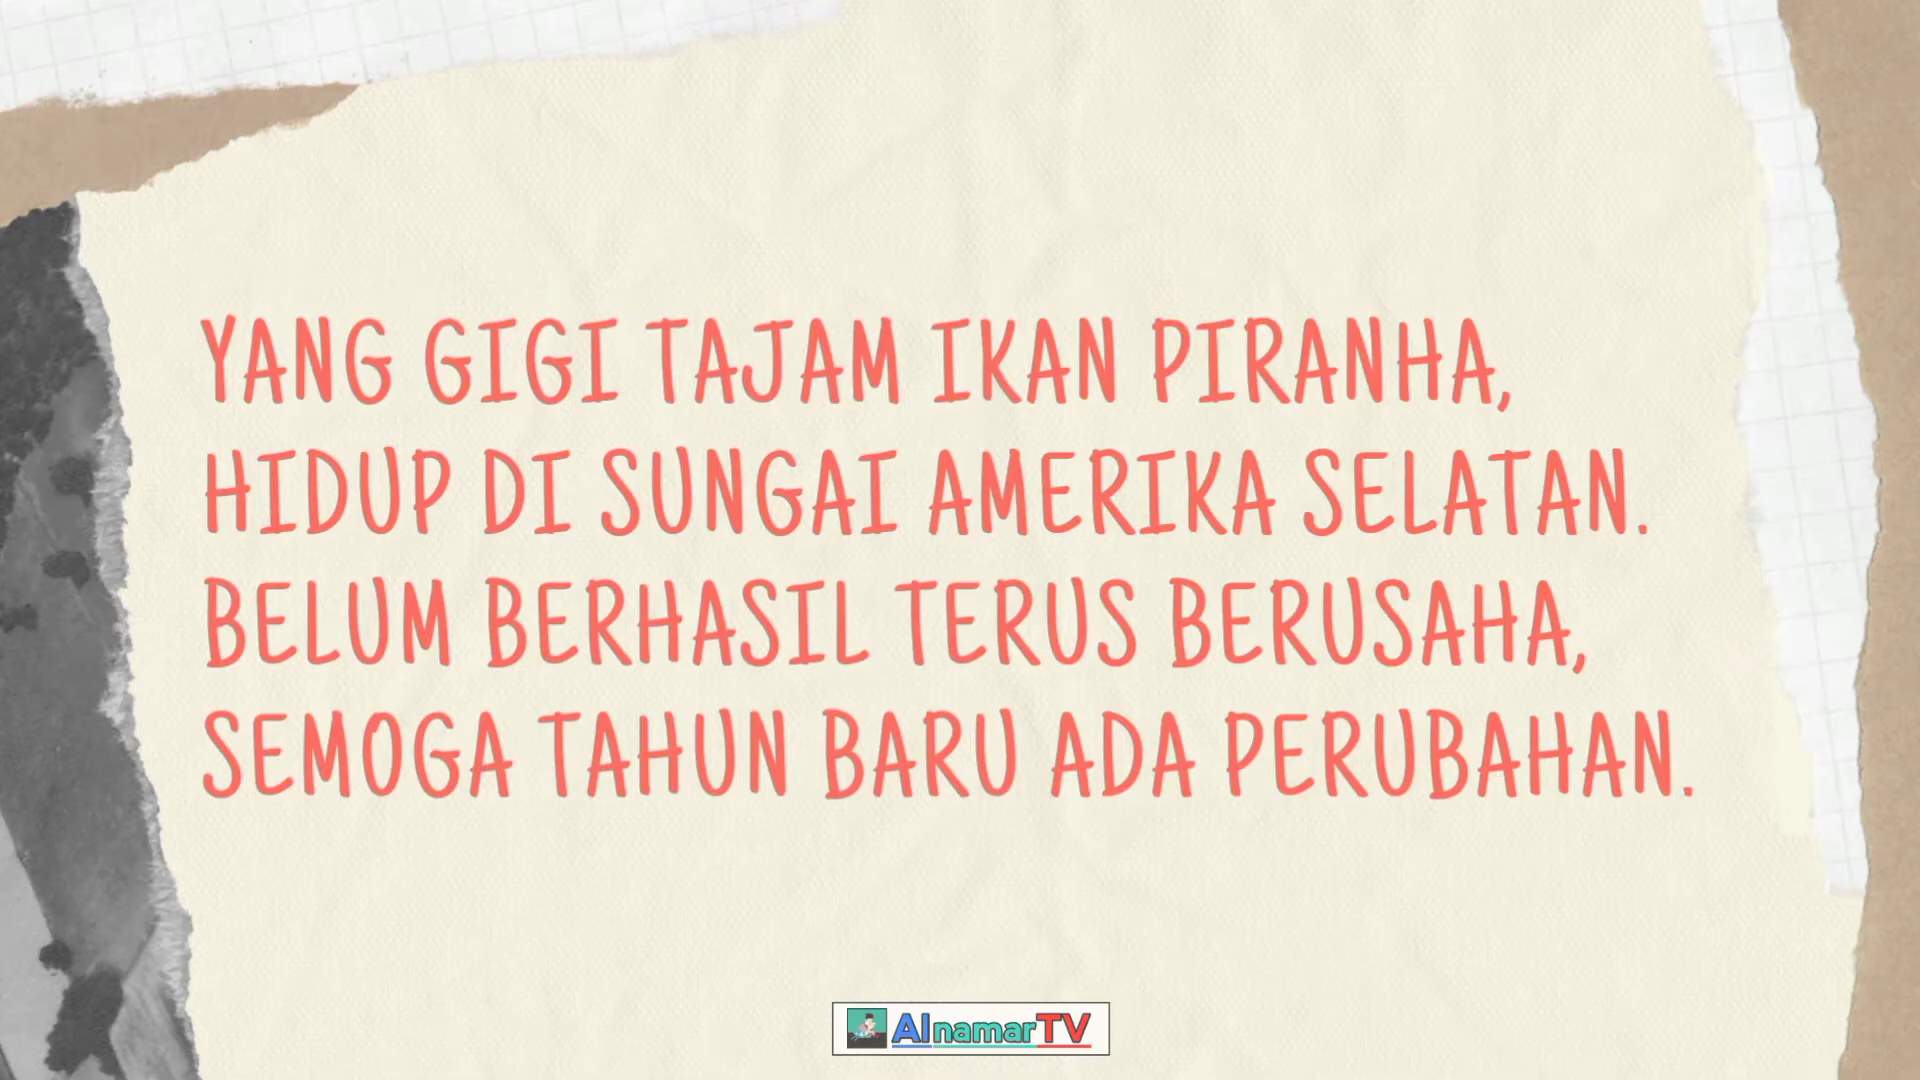 YANG GIGI TAJAM IKAN PIRANHA,
HIDUP DI SUNGAI AMERIKA SELATAN.
BELUM BERHASIL TERUS BERUSAHA,
SEMOGA TAHUN BARU ADA PERUBAHAN.
AlnamarTV